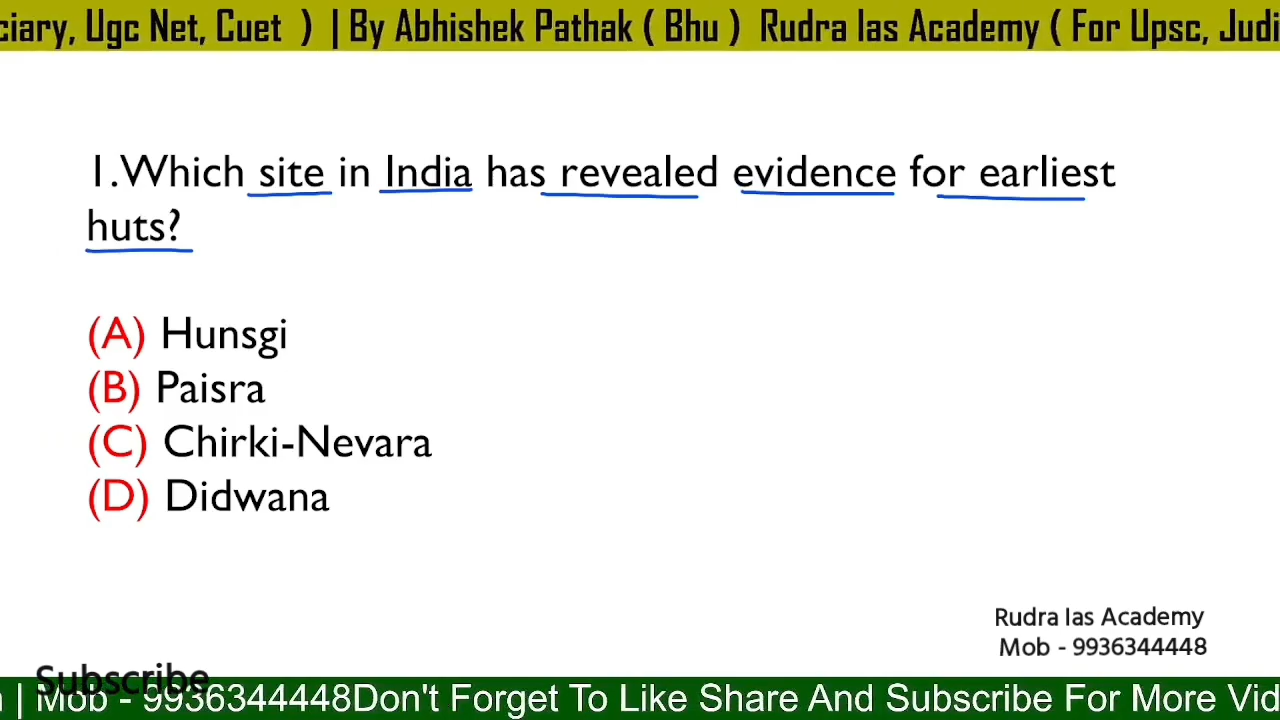 ciary, Ugc Net, Cuet ) | By Abhishek Pathak ( Bhu ) Rudra Ias Academy ( For Upsc, Judi
1.Which site in India has revealed evidence for earliest
huts?
(A) Hunsgi
(B) Paisra
(C) Chirki-Nevara
(D) Didwana
Rudra Ias Academy
Mob - 9936344448
Subscribe
| Mob - 9936344448Don't Forget To Like Share And Subscribe For More Vid